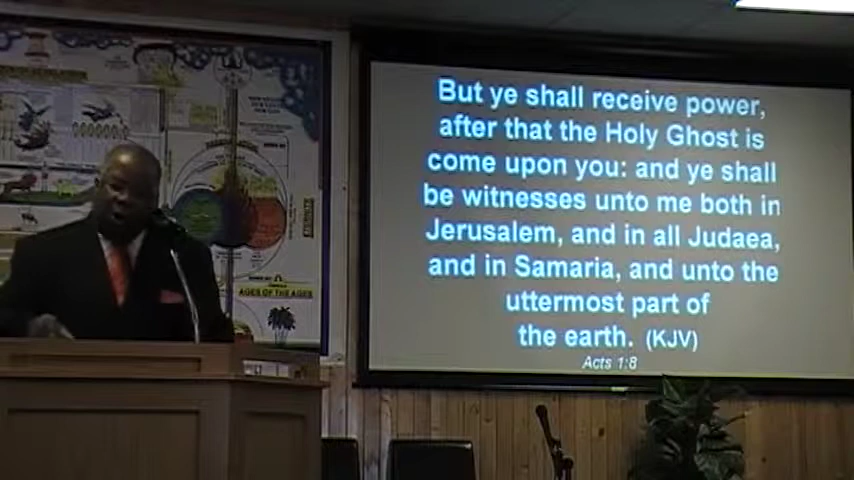 But ye shall receive power,
after that the Holy Ghost is
come upon you: and ye shall
be witnesses unto me both in
Jerusalem, and in all Judaea,
and in Samaria, and unto the
uttermost part of
the earth. (KJV)
Acts 1:8
ETERNITY
AGES OF THE AGES